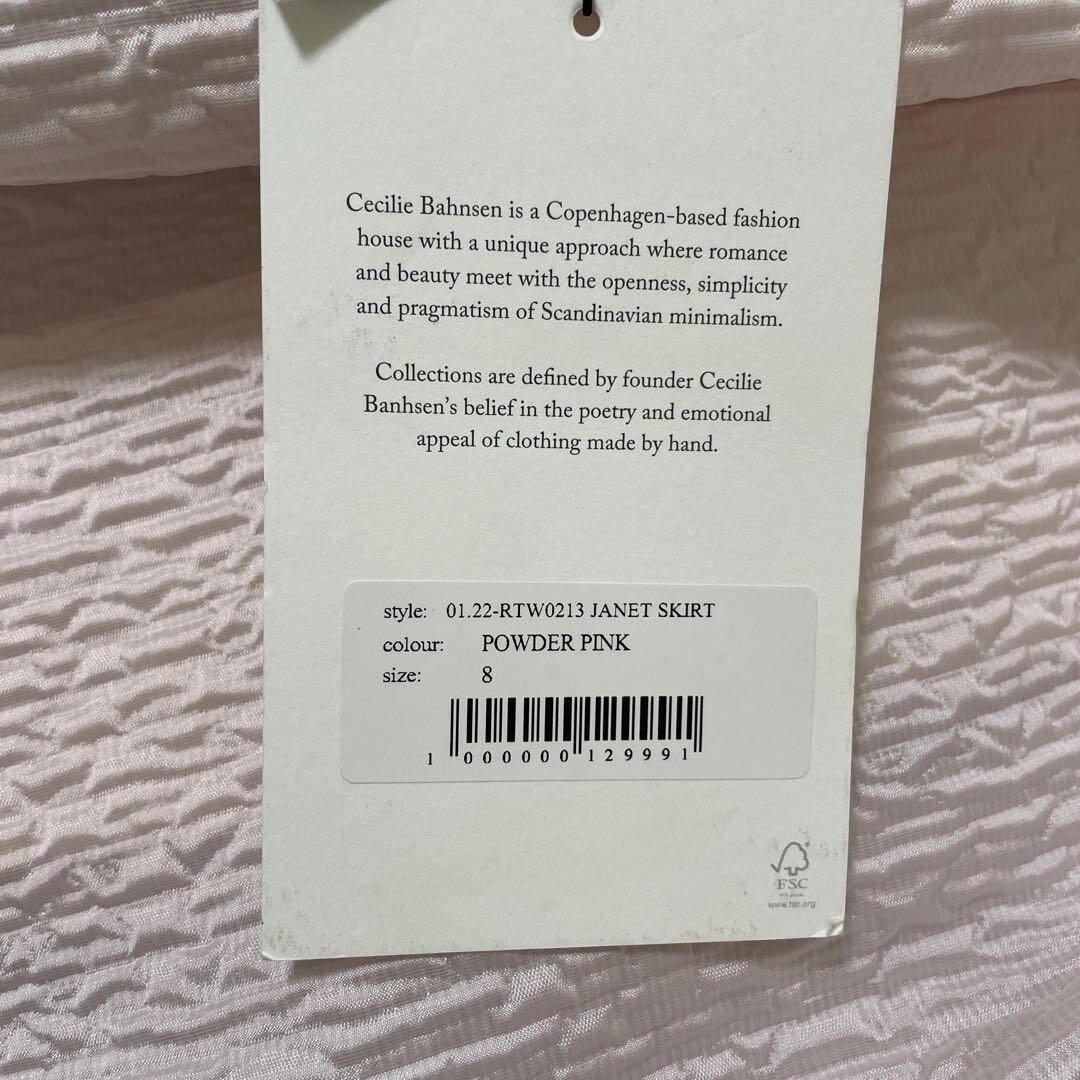 Cecilie Bahnsen is a Copenhagen-based fashion
house with a unique approach where romance
and beauty meet with the openness, simplicity
and pragmatism of Scandinavian minimalism.
Collections are defined by founder Cecilie
Banhsen's belief in the poetry and emotional
appeal of clothing made by hand.
style: 01.22-RTW0213 JANET SKIRT
colour: POWDER PINK
size: 8
1 000000 129991
FSC
www.fsc.org